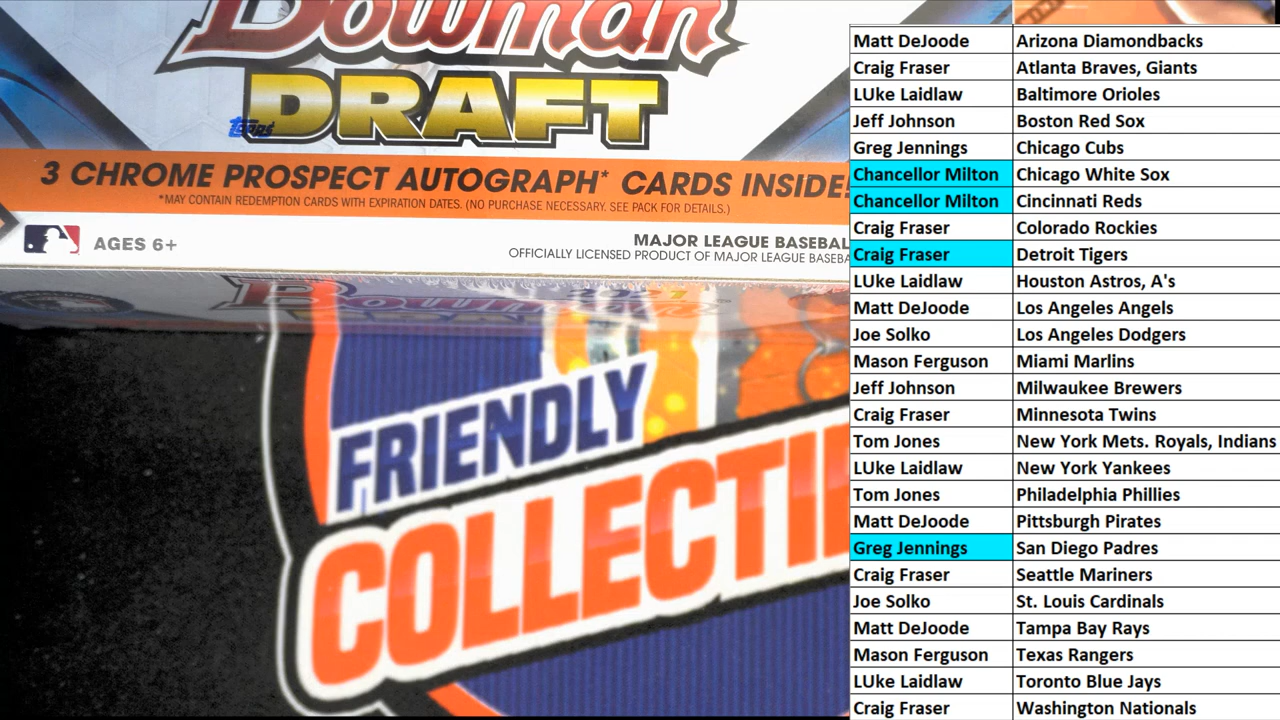 Bowman
topps DRAFT
3 CHROME PROSPECT AUTOGRAPH* CARDS INSIDE!
*MAY CONTAIN REDEMPTION CARDS WITH EXPIRATION DATES. (NO PURCHASE NECESSARY. SEE PACK FOR DETAILS.)
AGES 6+
MAJOR LEAGUE BASEBAL
OFFICIALLY LICENSED PRODUCT OF MAJOR LEAGUE BASEBA
Bowman
FRIENDLY
COLLECTI
Matt DeJoode Arizona Diamondbacks
Craig Fraser Atlanta Braves, Giants
LUke Laidlaw Baltimore Orioles
Jeff Johnson Boston Red Sox
Greg Jennings Chicago Cubs
Chancellor Milton Chicago White Sox
Chancellor Milton Cincinnati Reds
Craig Fraser Colorado Rockies
Craig Fraser Detroit Tigers
LUke Laidlaw Houston Astros, A's
Matt DeJoode Los Angeles Angels
Joe Solko Los Angeles Dodgers
Mason Ferguson Miami Marlins
Jeff Johnson Milwaukee Brewers
Craig Fraser Minnesota Twins
Tom Jones New York Mets. Royals, Indians
LUke Laidlaw New York Yankees
Tom Jones Philadelphia Phillies
Matt DeJoode Pittsburgh Pirates
Greg Jennings San Diego Padres
Craig Fraser Seattle Mariners
Joe Solko St. Louis Cardinals
Matt DeJoode Tampa Bay Rays
Mason Ferguson Texas Rangers
LUke Laidlaw Toronto Blue Jays
Craig Fraser Washington Nationals